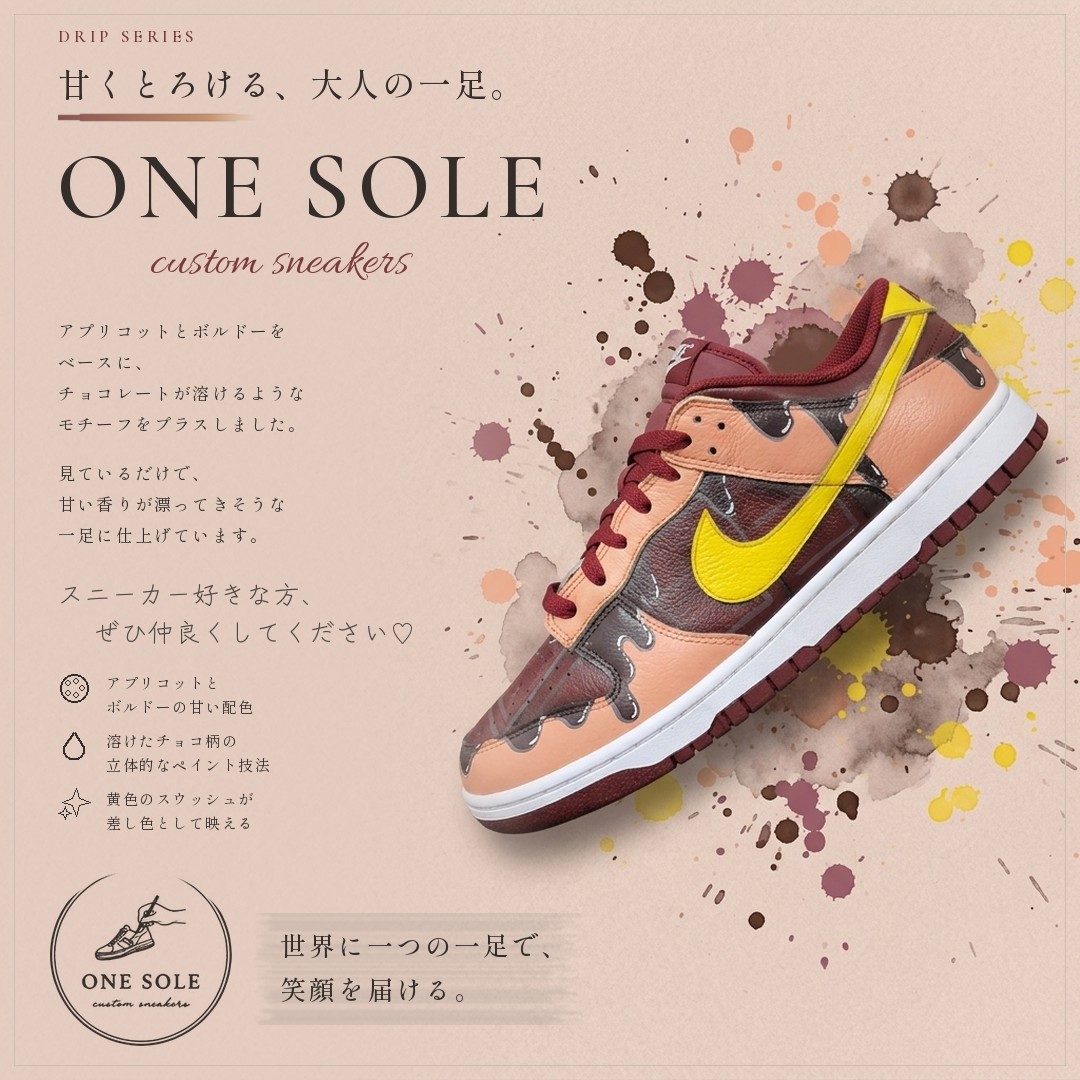 DRIP SERIES
甘くとろける、大人の一足。
ONE SOLE
custom sneakers
アプリコットとボルドーを
ベースに、
チョコレートが溶けるような
モチーフをプラスしました。
見ているだけで、
甘い香りが漂ってきそうな
一足に仕上げています。
スニーカー好きな方、
ぜひ仲良くしてください♡
アプリコットと
ボルドーの甘い配色
溶けたチョコ柄の
立体的なペイント技法
黄色のスウッシュが
差し色として映える
ONE SOLE
custom sneakers
世界に一つの一足で、
笑顔を届ける。